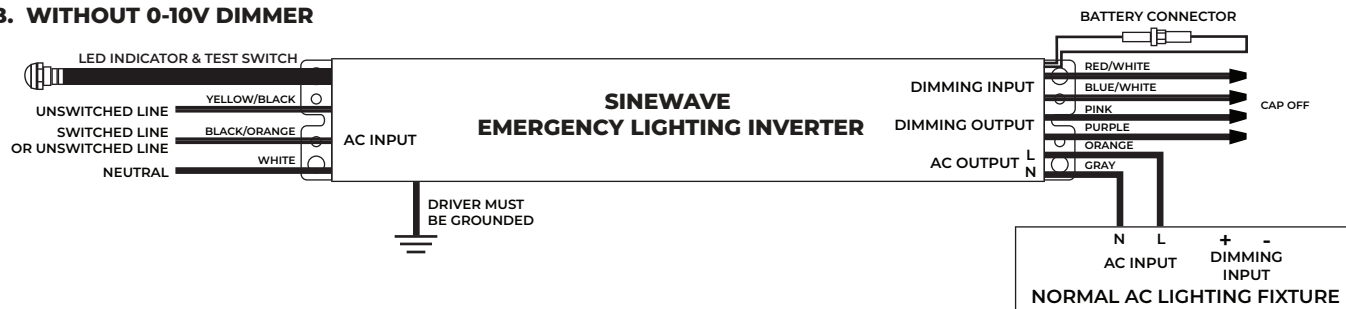 B. WITHOUT 0-10V DIMMER
BATTERY CONNECTOR
LED INDICATOR & TEST SWITCH
YELLOW/BLACK
UNSWITCHED LINE
SWITCHED LINE
OR UNSWITCHED LINE
BLACK/ORANGE
WHITE
NEUTRAL
AC INPUT
SINEWAVE
EMERGENCY LIGHTING INVERTER
DIMMING INPUT
DIMMING OUTPUT
AC OUTPUT L
N
RED/WHITE
BLUE/WHITE
PINK
PURPLE
ORANGE
GRAY
CAP OFF
DRIVER MUST
BE GROUNDED
N L + -
AC INPUT
DIMMING
INPUT
NORMAL AC LIGHTING FIXTURE